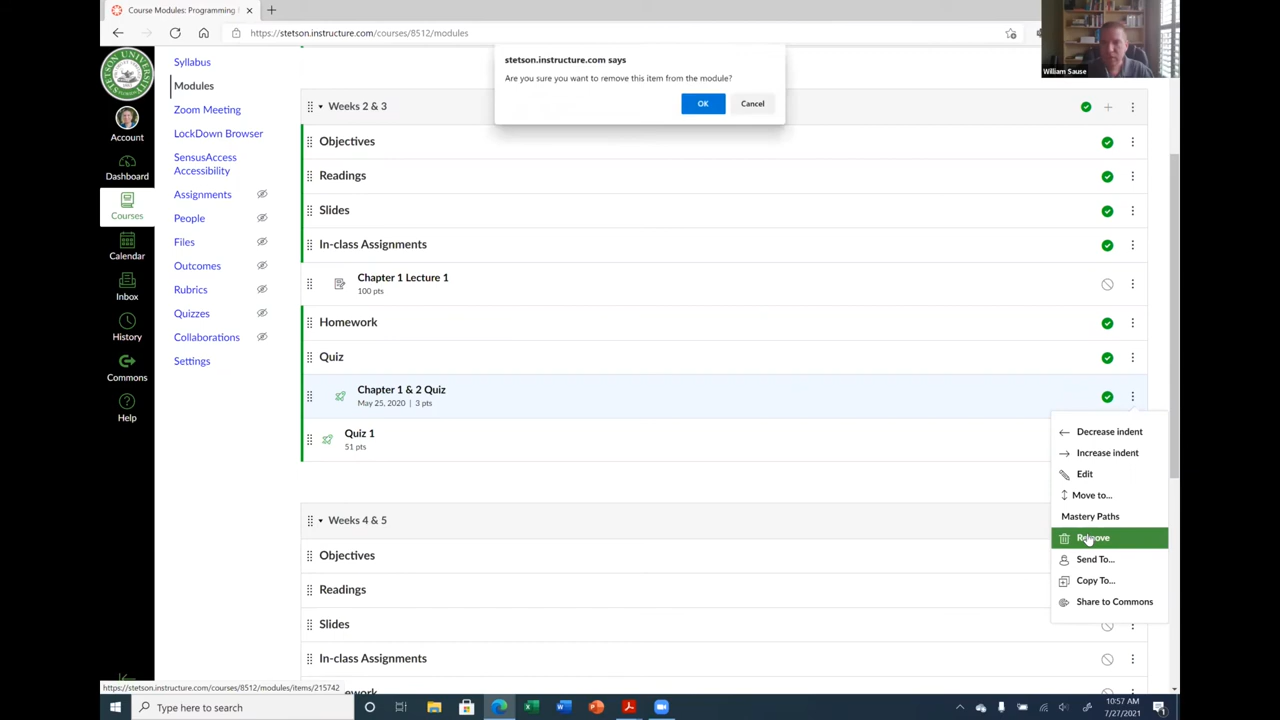 Course Modules: Programming
https://stetson.instructure.com/courses/8512/modules
William Sause
stetson.instructure.com says
Are you sure you want to remove this item from the module?
OK
Cancel
Account
Dashboard
Courses
Calendar
Inbox
History
Commons
Help
Syllabus
Modules
Zoom Meeting
LockDown Browser
SensusAccess
Accessibility
Assignments
People
Files
Outcomes
Rubrics
Quizzes
Collaborations
Settings
Weeks 2 & 3
Objectives
Readings
Slides
In-class Assignments
Chapter 1 Lecture 1
100 pts
Homework
Quiz
Chapter 1 & 2 Quiz
May 25, 2020 | 3 pts
Quiz 1
51 pts
Decrease indent
Increase indent
Edit
Move to...
Mastery Paths
Remove
Send To...
Copy To...
Share to Commons
Weeks 4 & 5
Objectives
Readings
Slides
In-class Assignments
https://stetson.instructure.com/courses/8512/modules/items/215742
Type here to search
10:57 AM
7/27/2021